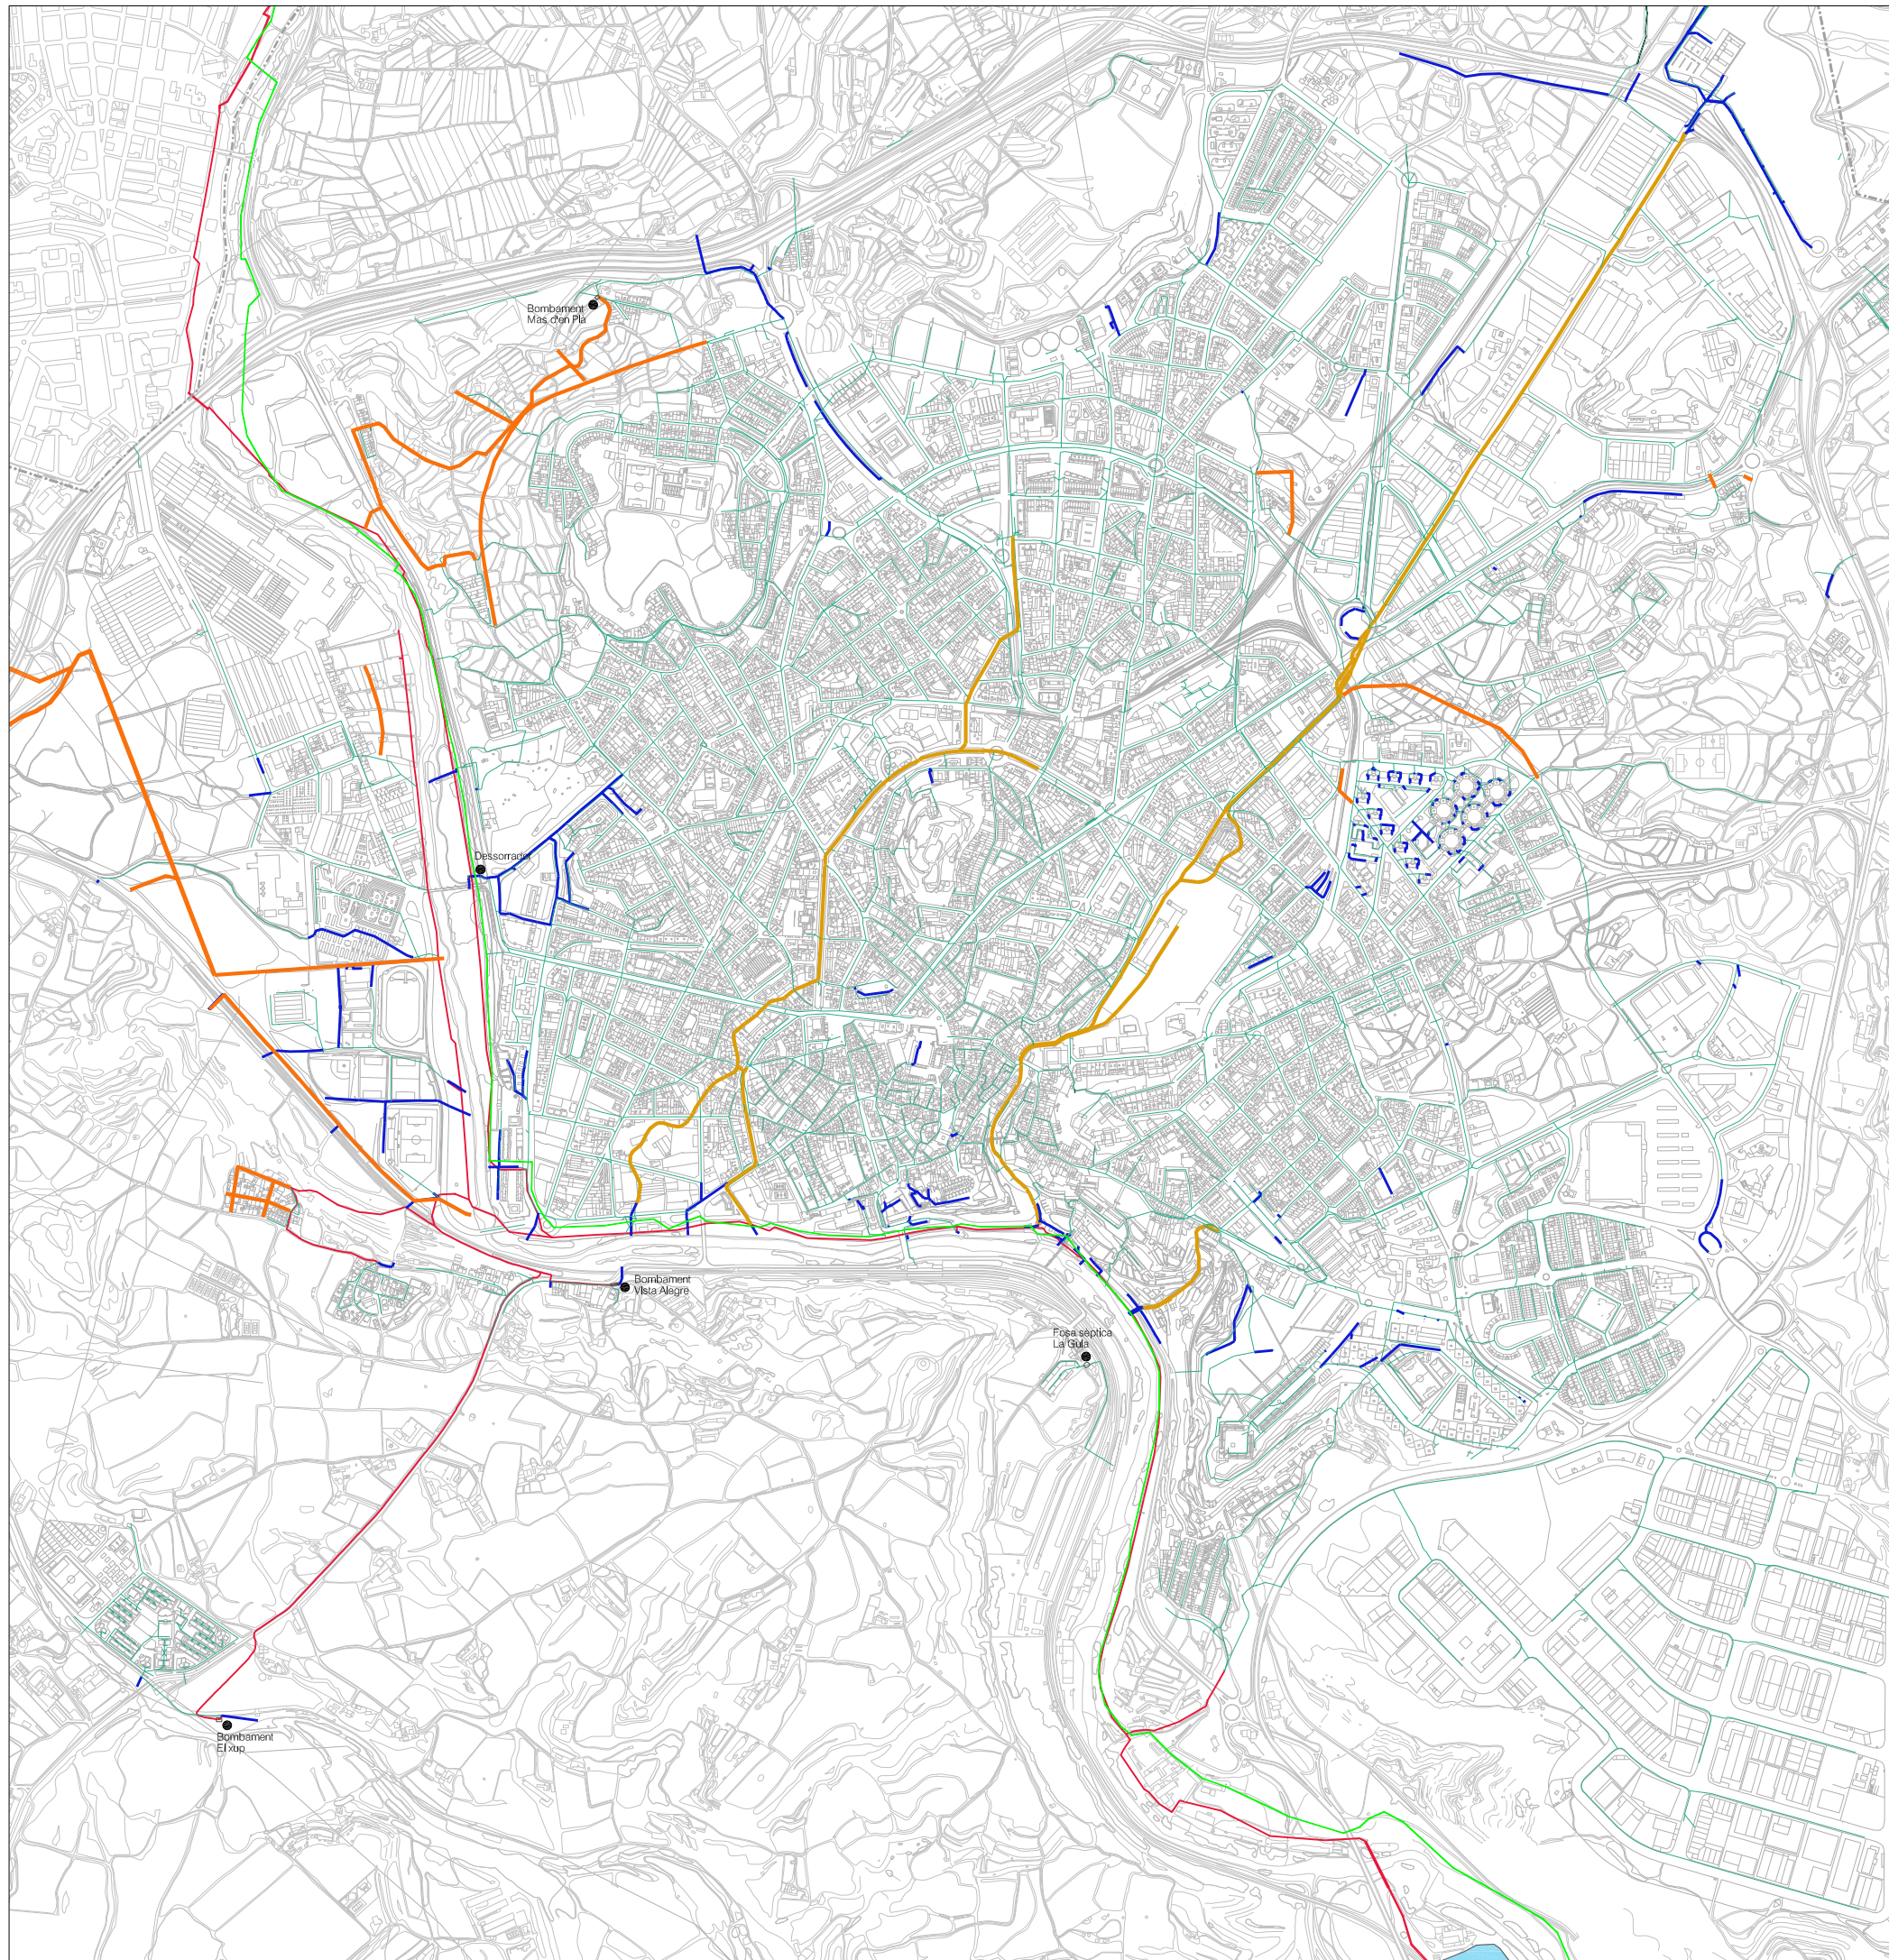 Bombament
Mas d'en Pla
Dessorrador
Bombament
Vista Alegre
Fosa sèptica
La Guia
Bombament
El xup